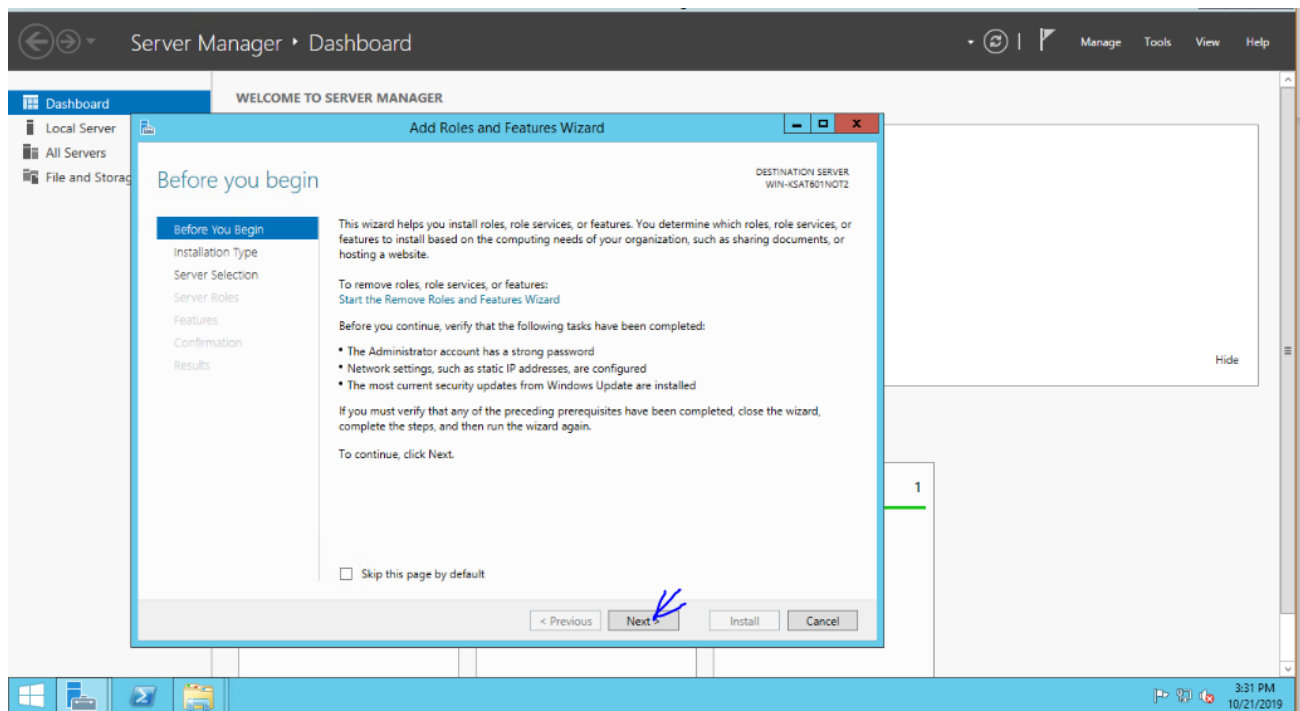 Server Manager ‣ Dashboard
Manage Tools View Help
Dashboard
Local Server
All Servers
File and Storag
WELCOME TO SERVER MANAGER
Add Roles and Features Wizard
Before you begin
DESTINATION SERVER
WIN-KSAT601NOT2
Before You Begin
Installation Type
Server Selection
Server Roles
Features
Confirmation
Results
This wizard helps you install roles, role services, or features. You determine which roles, role services, or
features to install based on the computing needs of your organization, such as sharing documents, or
hosting a website.
To remove roles, role services, or features:
Start the Remove Roles and Features Wizard
Before you continue, verify that the following tasks have been completed:
• The Administrator account has a strong password
• Network settings, such as static IP addresses, are configured
• The most current security updates from Windows Update are installed
If you must verify that any of the preceding prerequisites have been completed, close the wizard,
complete the steps, and then run the wizard again.
To continue, click Next.
Skip this page by default
< Previous Next > Install Cancel
Hide
1
3:31 PM
10/21/2019